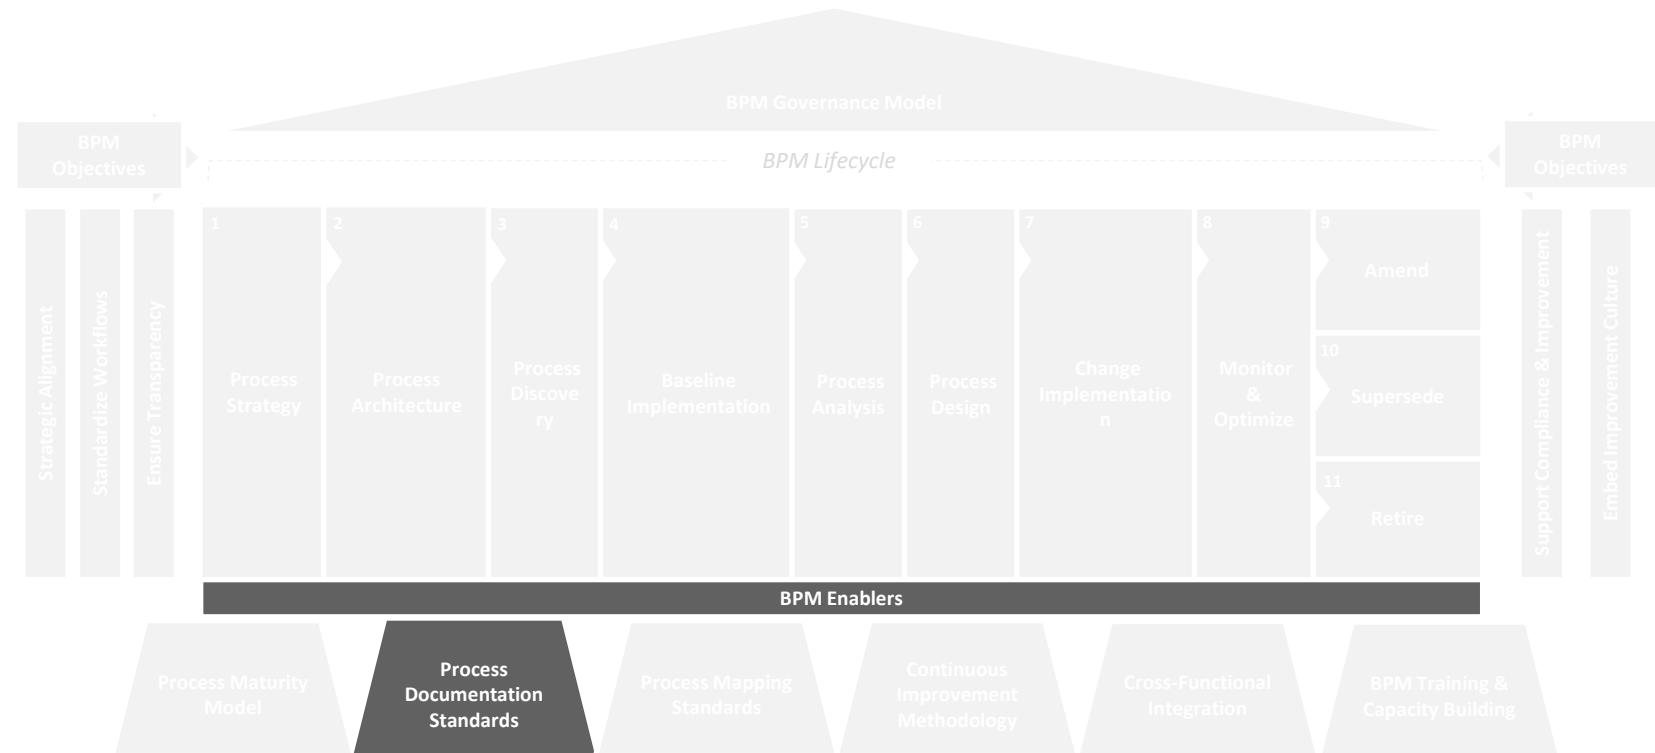 BPM Governance Model
BPM
Objectives
BPM Lifecycle
BPM
Objectives
Strategic Alignment
Standardize Workflows
Ensure Transparency
1
Process
Strategy
2
Process
Architecture
3
Process
Discove
ry
4
Baseline
Implementation
5
Process
Analysis
6
Process
Design
7
Change
Implementatio
n
8
Monitor
&
Optimize
9
Amend
10
Supersede
11
Retire
Support Compliance & Improvement
Embed Improvement Culture
BPM Enablers
Process Maturity
Model
Process
Documentation
Standards
Process Mapping
Standards
Continuous
Improvement
Methodology
Cross-Functional
Integration
BPM Training &
Capacity Building